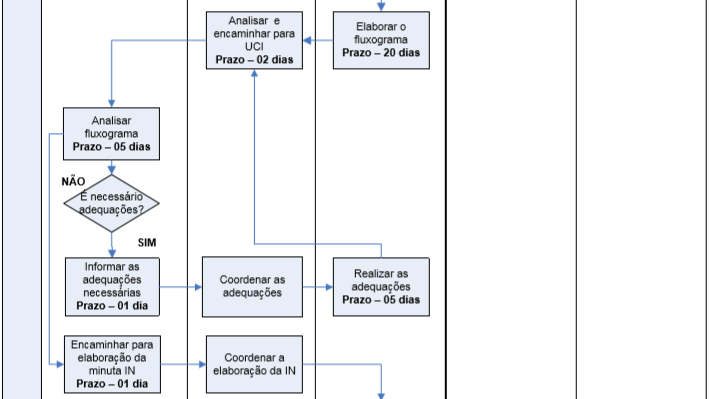 Analisar e
encaminhar para
UCI
Prazo – 02 dias
Elaborar o
fluxograma
Prazo – 20 dias
Analisar
fluxograma
Prazo – 05 dias
NÃO
É necessário
adequações?
SIM
Informar as
adequações
necessárias
Prazo – 01 dia
Coordenar as
adequações
Realizar as
adequações
Prazo – 05 dias
Encaminhar para
elaboração da
minuta IN
Prazo – 01 dia
Coordenar a
elaboração da IN